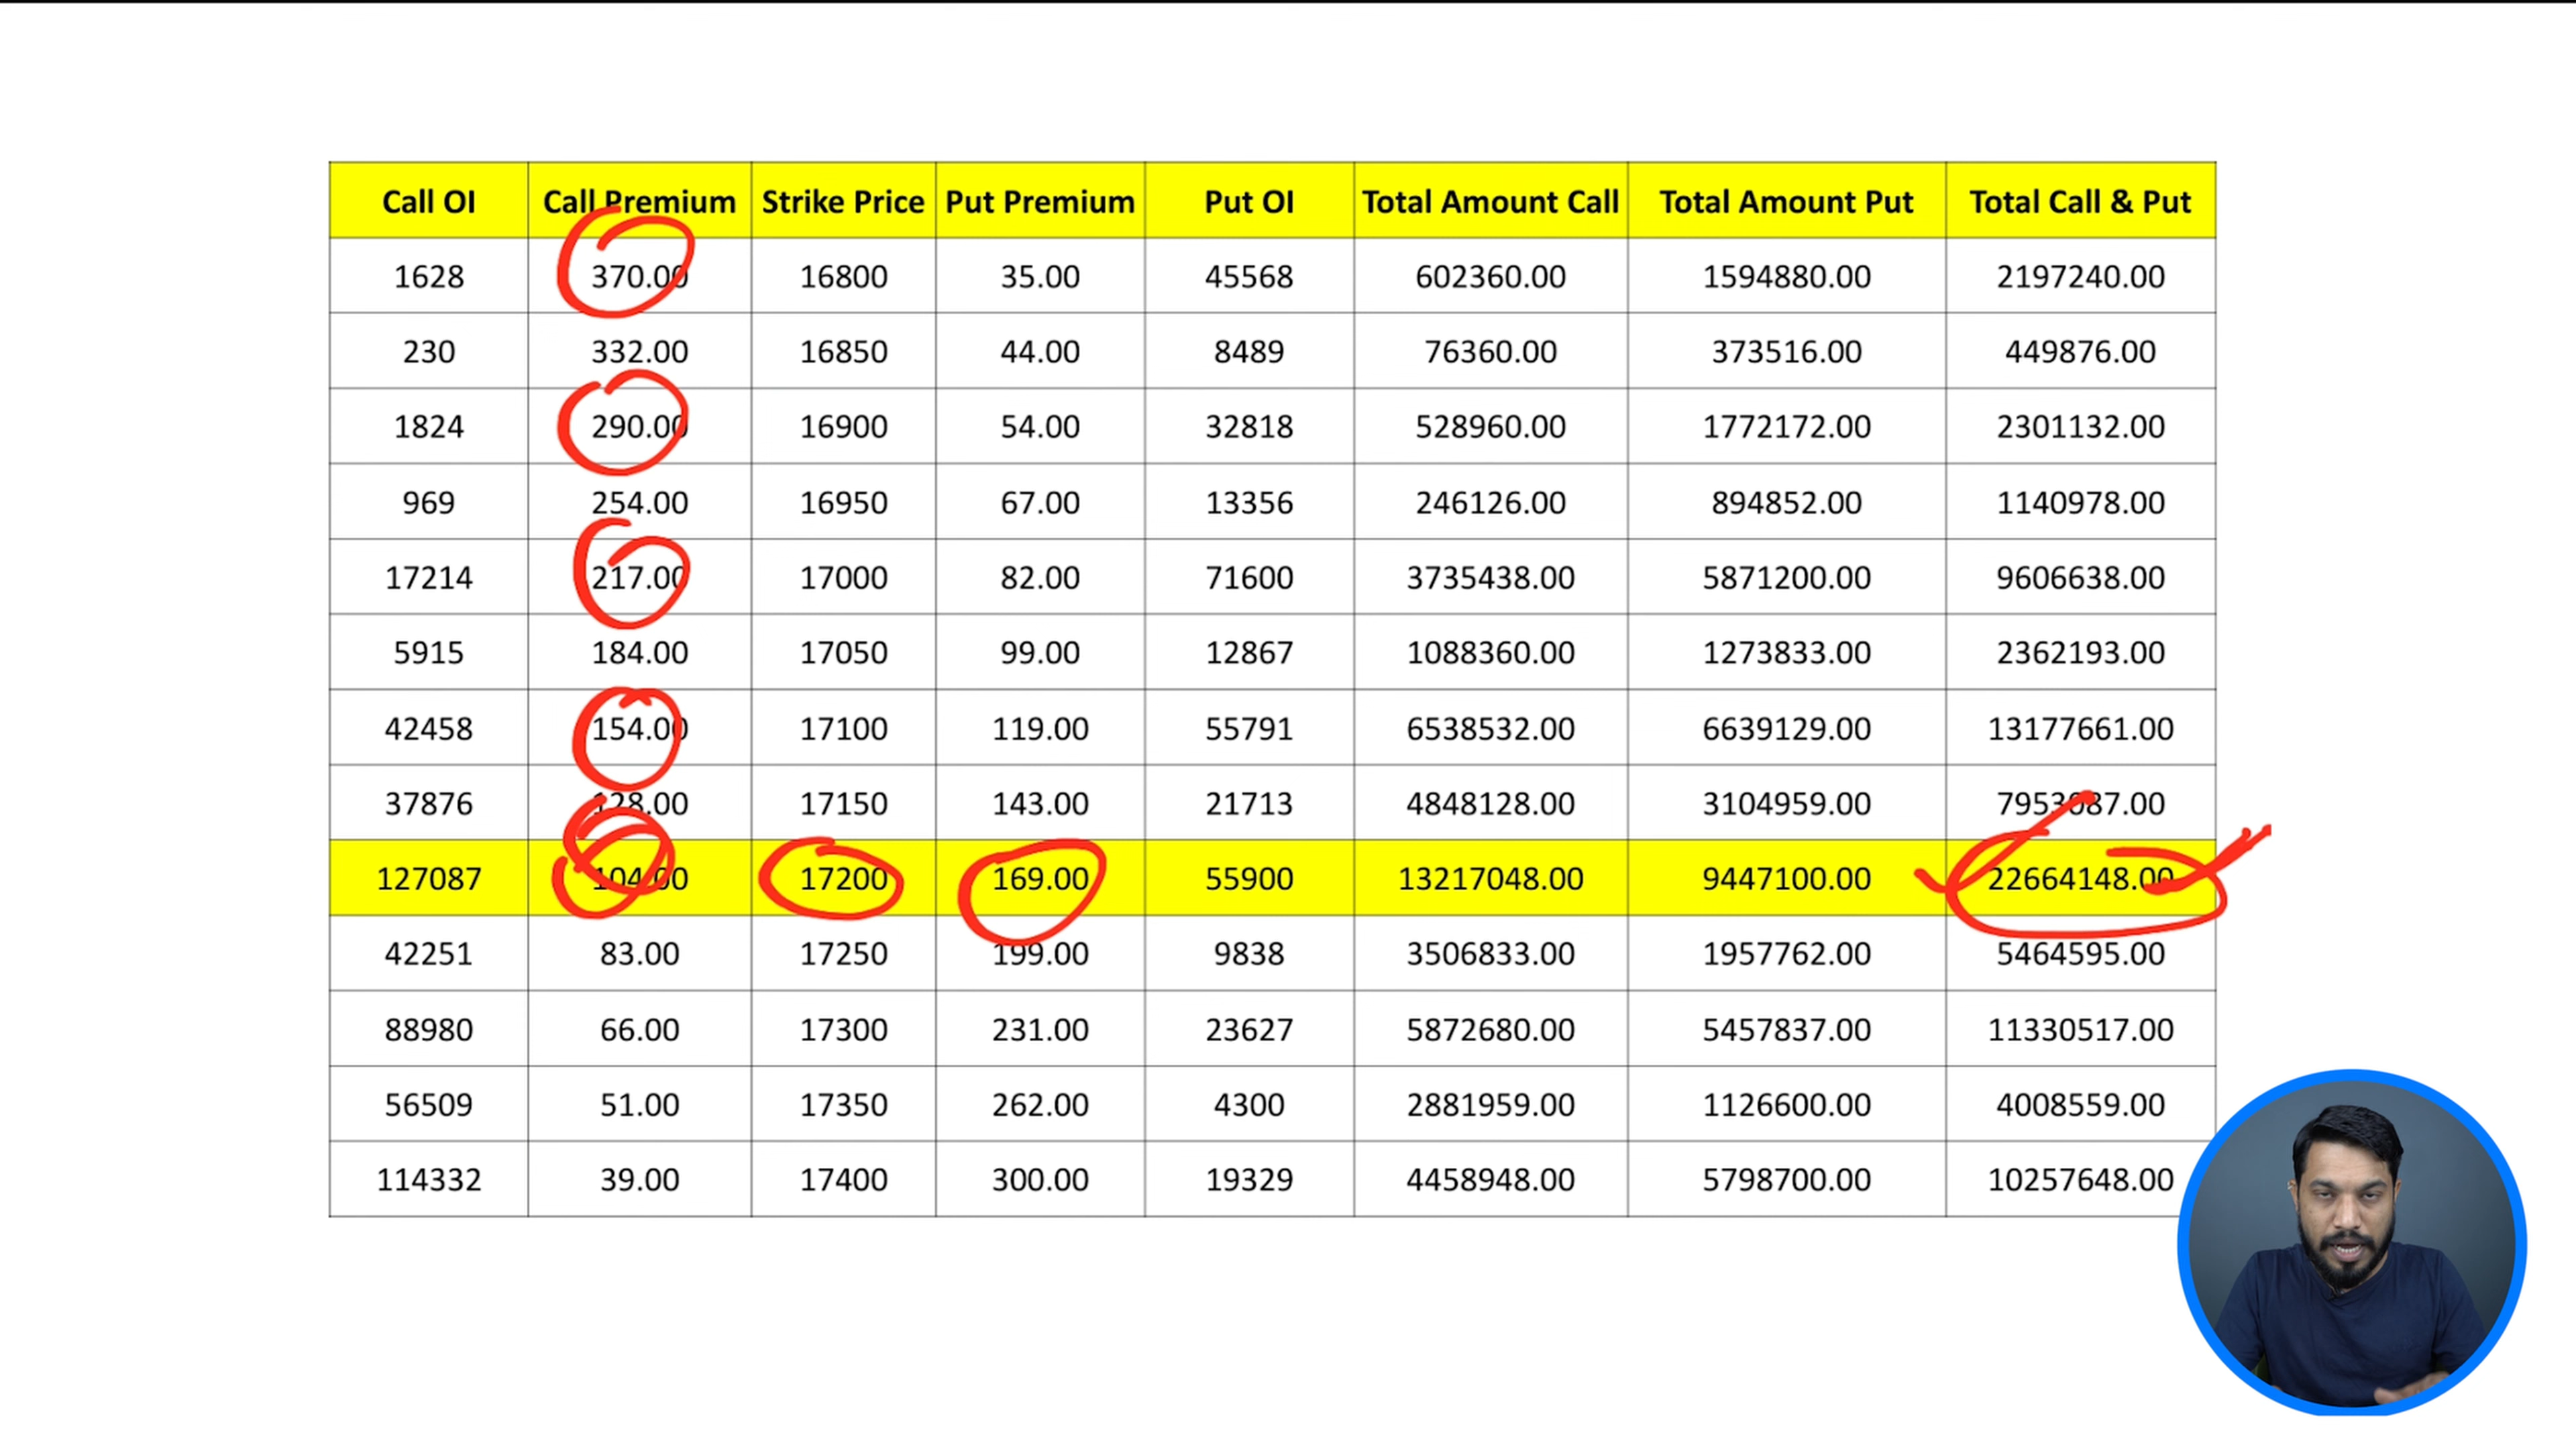 Call OI Call Premium Strike Price Put Premium Put OI Total Amount Call Total Amount Put Total Call & Put
1628 370.00 16800 35.00 45568 602360.00 1594880.00 2197240.00
230 332.00 16850 44.00 8489 76360.00 373516.00 449876.00
1824 290.00 16900 54.00 32818 528960.00 1772172.00 2301132.00
969 254.00 16950 67.00 13356 246126.00 894852.00 1140978.00
17214 217.00 17000 82.00 71600 3735438.00 5871200.00 9606638.00
5915 184.00 17050 99.00 12867 1088360.00 1273833.00 2362193.00
42458 154.00 17100 119.00 55791 6538532.00 6639129.00 13177661.00
37876 128.00 17150 143.00 21713 4848128.00 3104959.00 7953087.00
127087 104.00 17200 169.00 55900 13217048.00 9447100.00 22664148.00
42251 83.00 17250 199.00 9838 3506833.00 1957762.00 5464595.00
88980 66.00 17300 231.00 23627 5872680.00 5457837.00 11330517.00
56509 51.00 17350 262.00 4300 2881959.00 1126600.00 4008559.00
114332 39.00 17400 300.00 19329 4458948.00 5798700.00 10257648.00